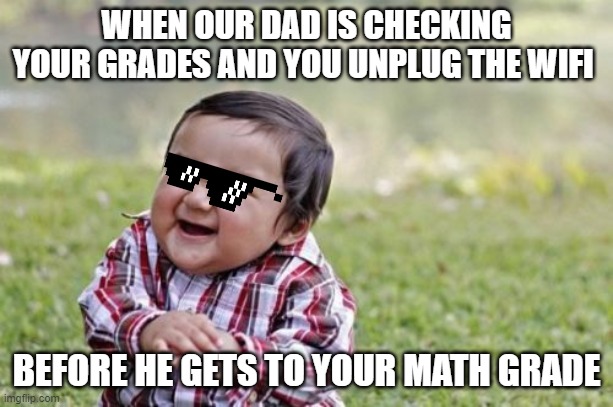 WHEN OUR DAD IS CHECKING
YOUR GRADES AND YOU UNPLUG THE WIFI
BEFORE HE GETS TO YOUR MATH GRADE
imgflip.com